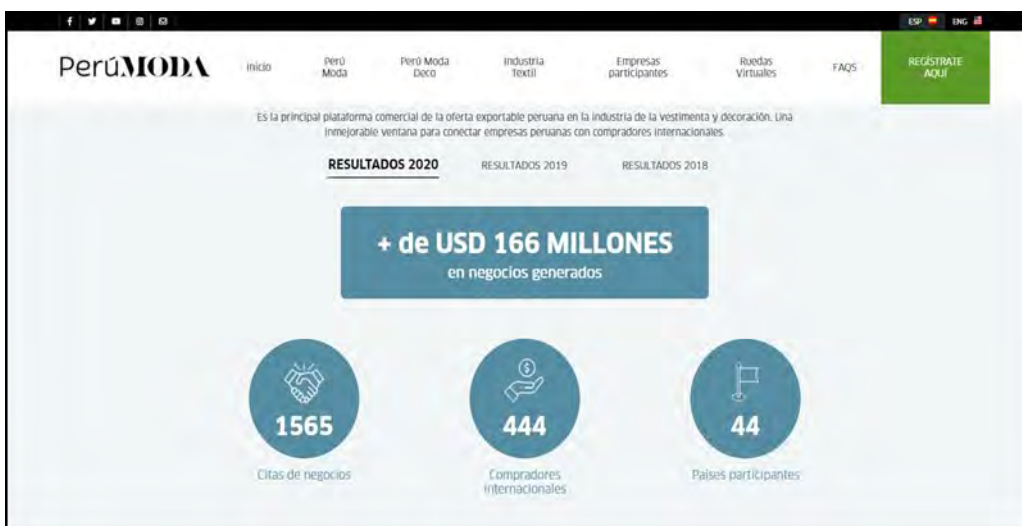 ESP ENG
PerúMODA
Inicio
Perú
Moda
Perú Moda
Deco
Industria
Textil
Empresas
participantes
Ruedas
Virtuales
FAQS
REGÍSTRATE
AQUÍ
Es la principal plataforma comercial de la oferta exportable peruana en la industria de la vestimenta y decoración. Una
inmejorable ventana para conectar empresas peruanas con compradores internacionales.
RESULTADOS 2020 RESULTADOS 2019 RESULTADOS 2018
+ de USD 166 MILLONES
en negocios generados
1565
Citas de negocios
444
Compradores
internacionales
44
Países participantes